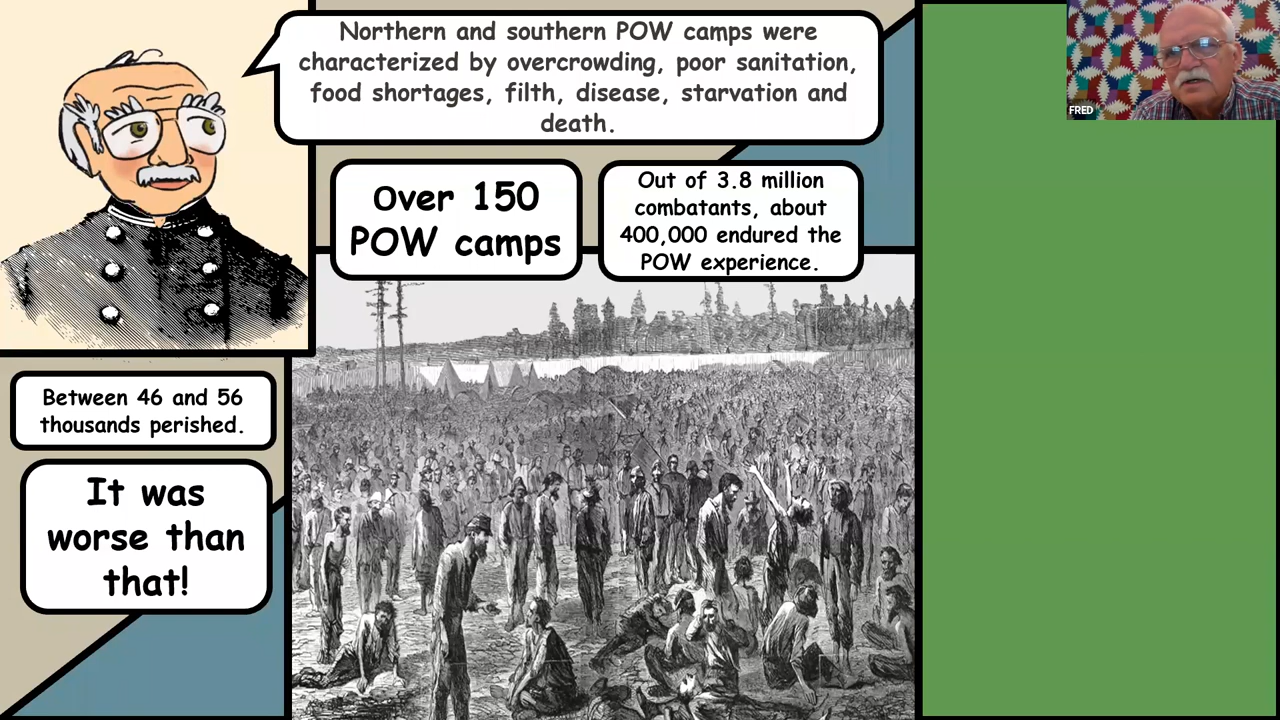 Northern and southern POW camps were
characterized by overcrowding, poor sanitation,
food shortages, filth, disease, starvation and
death.
Over 150
POW camps
Out of 3.8 million
combatants, about
400,000 endured the
POW experience.
Between 46 and 56
thousands perished.
It was
worse than
that!
FRED